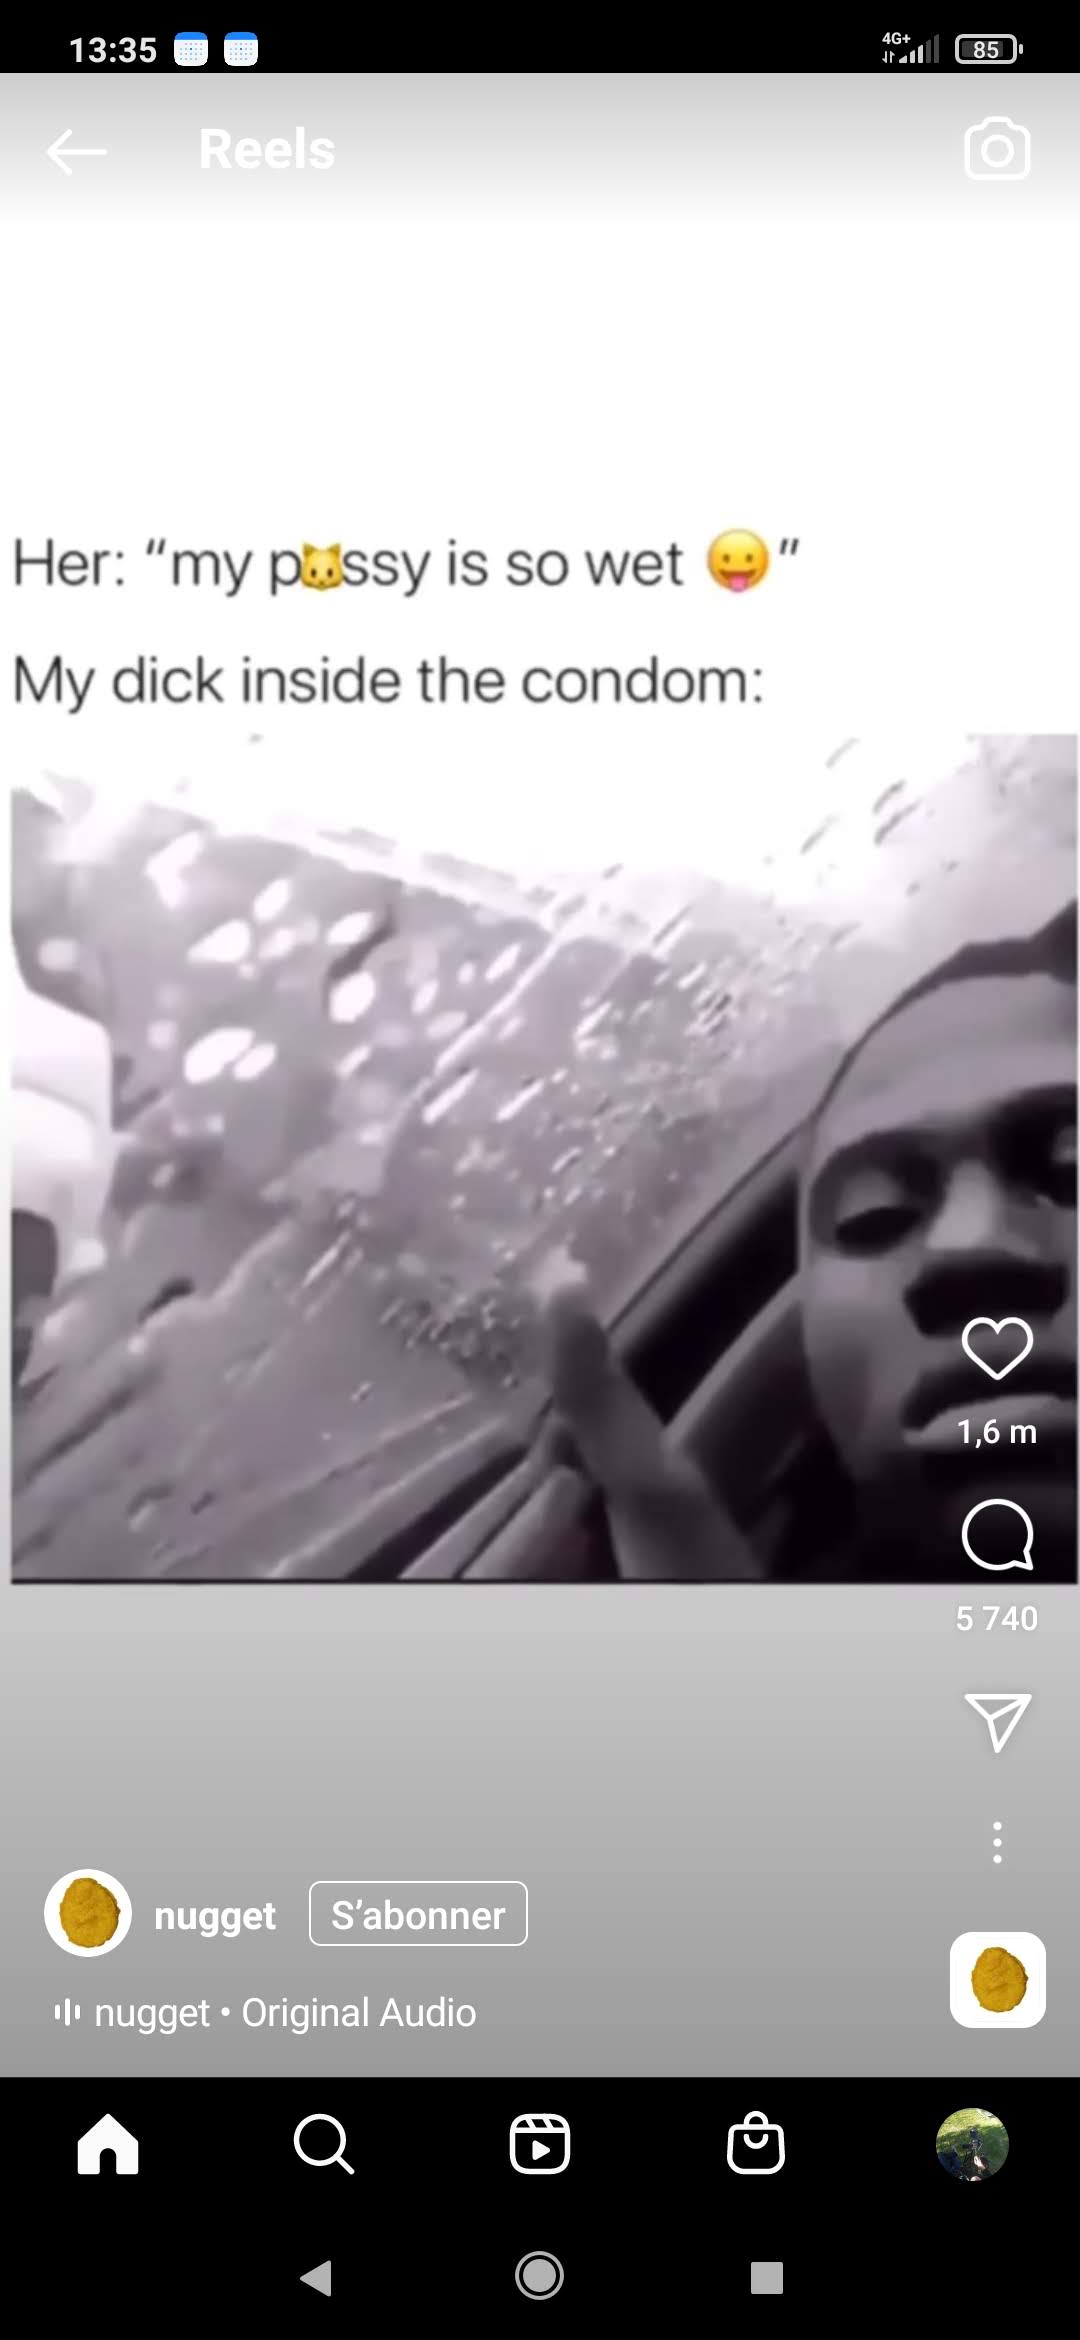 13:35
4G+
85
Reels
Her: “my p🐱ssy is so wet 😛”
My dick inside the condom:
1,6 m
5 740
nugget
S’abonner
nugget • Original Audio